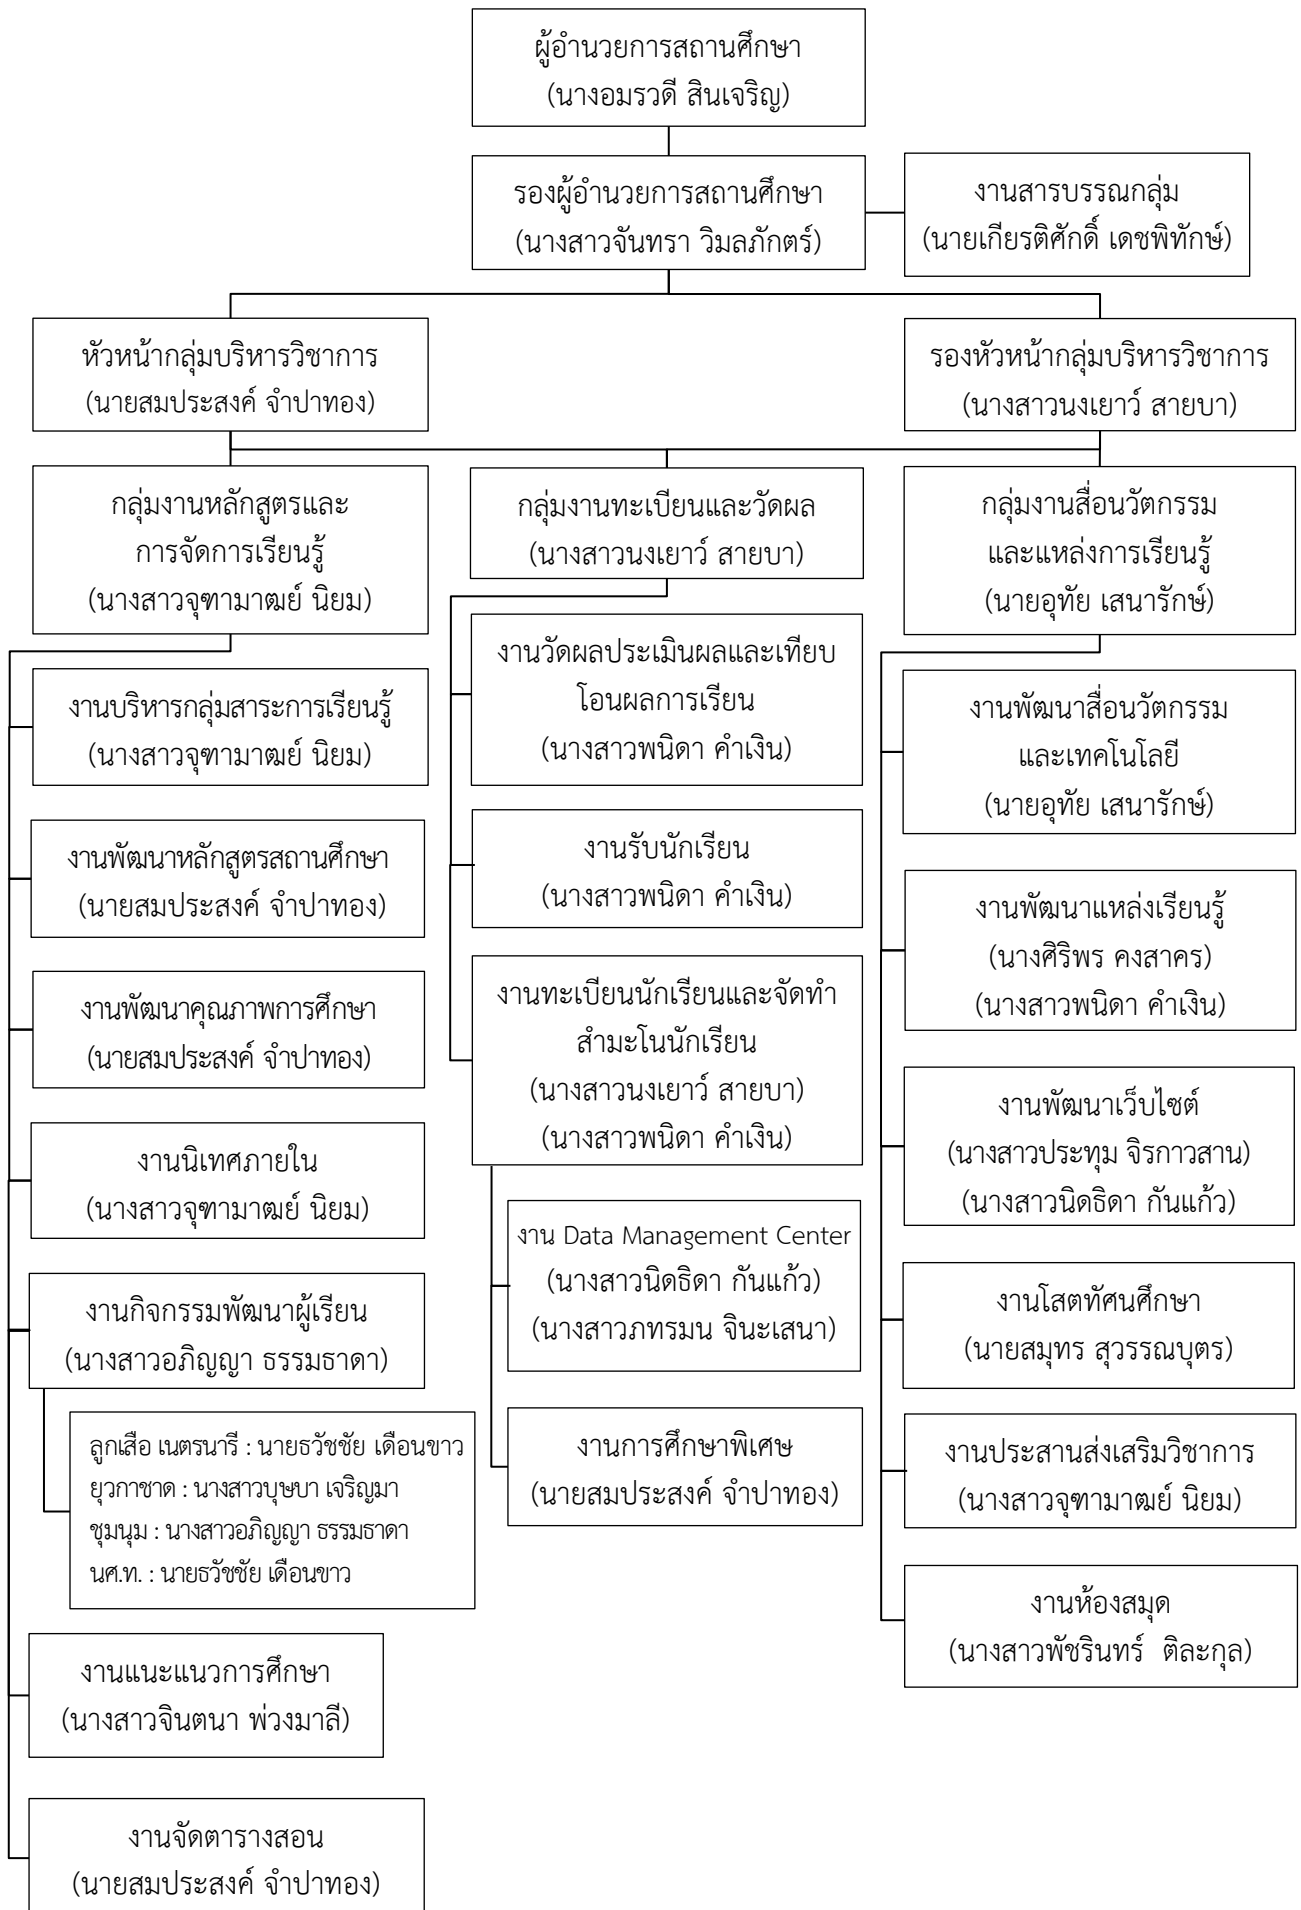 ผู้อำนวยการสถานศึกษา
(นางอมรวดี สินเจริญ)
รองผู้อำนวยการสถานศึกษา
(นางสาวจันทรา วิมลภักตร์)
งานสารบรรณกลุ่ม
(นายเกียรติศักดิ์ เดชพิทักษ์)
หัวหน้ากลุ่มบริหารวิชาการ
(นายสมประสงค์ จำปาทอง)
รองหัวหน้ากลุ่มบริหารวิชาการ
(นางสาวนงเยาว์ สายบา)
กลุ่มงานหลักสูตรและ
การจัดการเรียนรู้
(นางสาวจุฑามาฒย์ นิยม)
งานบริหารกลุ่มสาระการเรียนรู้
(นางสาวจุฑามาฒย์ นิยม)
งานพัฒนาหลักสูตรสถานศึกษา
(นายสมประสงค์ จำปาทอง)
งานพัฒนาคุณภาพการศึกษา
(นายสมประสงค์ จำปาทอง)
งานนิเทศภายใน
(นางสาวจุฑามาฒย์ นิยม)
งานกิจกรรมพัฒนาผู้เรียน
(นางสาวอภิญญา ธรรมธาดา)
ลูกเสือ เนตรนารี : นายธวัชชัย เดือนขาว
ยุวกาชาด : นางสาวบุษบา เจริญมา
ชุมนุม : นางสาวอภิญญา ธรรมธาดา
นศ.ท. : นายธวัชชัย เดือนขาว
งานแนะแนวการศึกษา
(นางสาวจินตนา พ่วงมาลี)
งานจัดตารางสอน
(นายสมประสงค์ จำปาทอง)
กลุ่มงานทะเบียนและวัดผล
(นางสาวนงเยาว์ สายบา)
งานวัดผลประเมินผลและเทียบ
โอนผลการเรียน
(นางสาวพนิดา คำเงิน)
งานรับนักเรียน
(นางสาวพนิดา คำเงิน)
งานทะเบียนนักเรียนและจัดทำ
สำมะโนนักเรียน
(นางสาวนงเยาว์ สายบา)
(นางสาวพนิดา คำเงิน)
งาน Data Management Center
(นางสาวนิดธิดา กันแก้ว)
(นางสาวภทรมน จินะเสนา)
งานการศึกษาพิเศษ
(นายสมประสงค์ จำปาทอง)
กลุ่มงานสื่อนวัตกรรม
และแหล่งการเรียนรู้
(นายอุทัย เสนารักษ์)
งานพัฒนาสื่อนวัตกรรม
และเทคโนโลยี
(นายอุทัย เสนารักษ์)
งานพัฒนาแหล่งเรียนรู้
(นางศิริพร คงสาคร)
(นางสาวพนิดา คำเงิน)
งานพัฒนาเว็บไซต์
(นางสาวประทุม จิรกาวสาน)
(นางสาวนิดธิดา กันแก้ว)
งานโสตทัศนศึกษา
(นายสมุทร สุวรรณบุตร)
งานประสานส่งเสริมวิชาการ
(นางสาวจุฑามาฒย์ นิยม)
งานห้องสมุด
(นางสาวพัชรินทร์ ติละกุล)